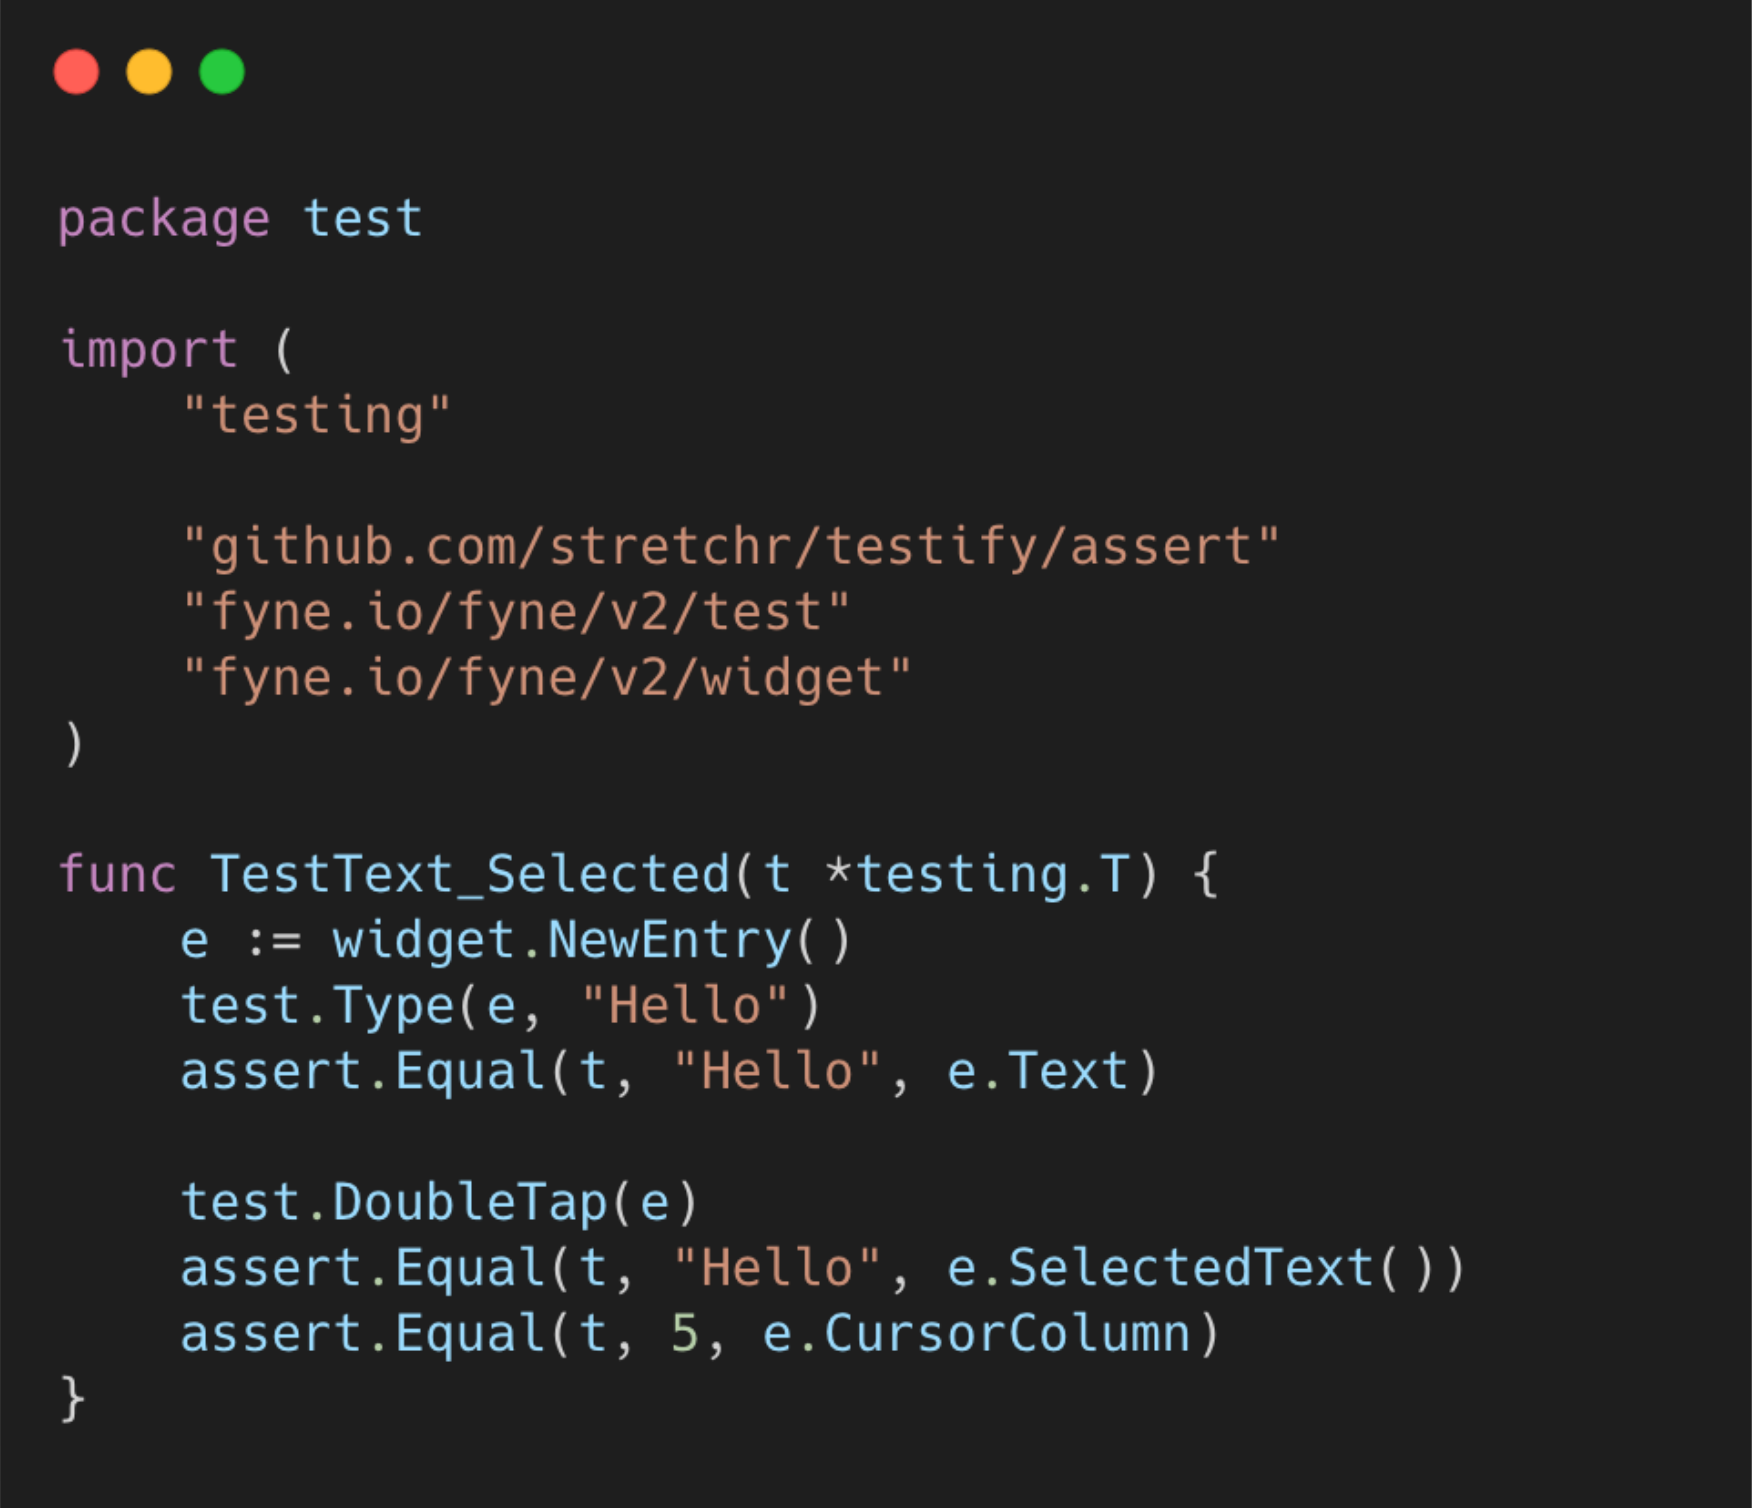 package test
import (
"testing"
"github.com/stretchr/testify/assert"
"fyne.io/fyne/v2/test"
"fyne.io/fyne/v2/widget"
)
func TestText_Selected(t *testing.T) {
e := widget.NewEntry()
test.Type(e, "Hello")
assert.Equal(t, "Hello", e.Text)
test.DoubleTap(e)
assert.Equal(t, "Hello", e.SelectedText())
assert.Equal(t, 5, e.CursorColumn)
}